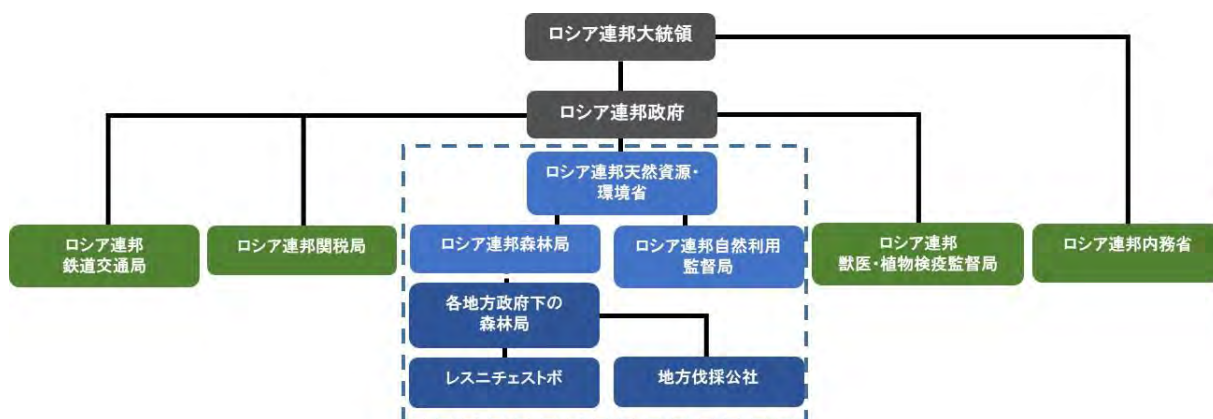 ロシア連邦大統領
ロシア連邦政府
ロシア連邦天然資源・
環境省
ロシア連邦
鉄道交通局
ロシア連邦関税局
ロシア連邦森林局
ロシア連邦自然利用
監督局
ロシア連邦
獣医・植物検疫監督局
ロシア連邦内務省
各地方政府下の
森林局
レスニチェストボ
地方伐採公社